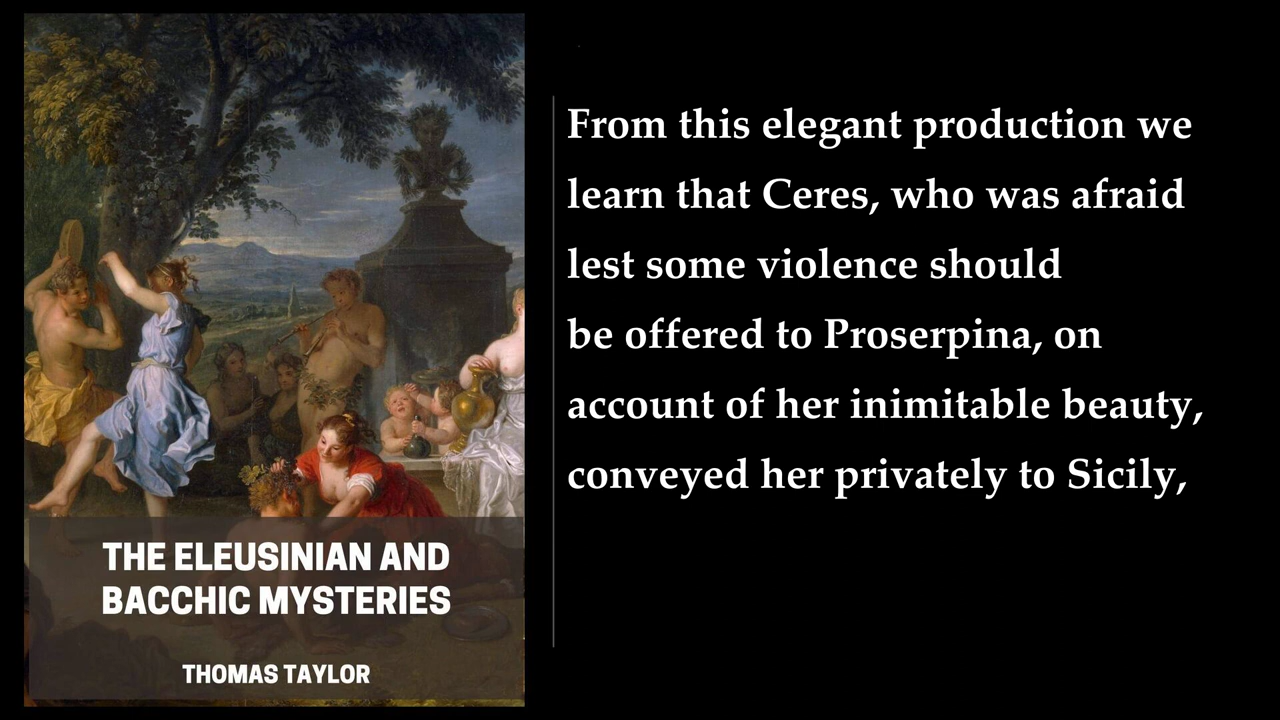 From this elegant production we
learn that Ceres, who was afraid
lest some violence should
be offered to Proserpina, on
account of her inimitable beauty,
conveyed her privately to Sicily,
THE ELEUSINIAN AND
BACCHIC MYSTERIES
THOMAS TAYLOR